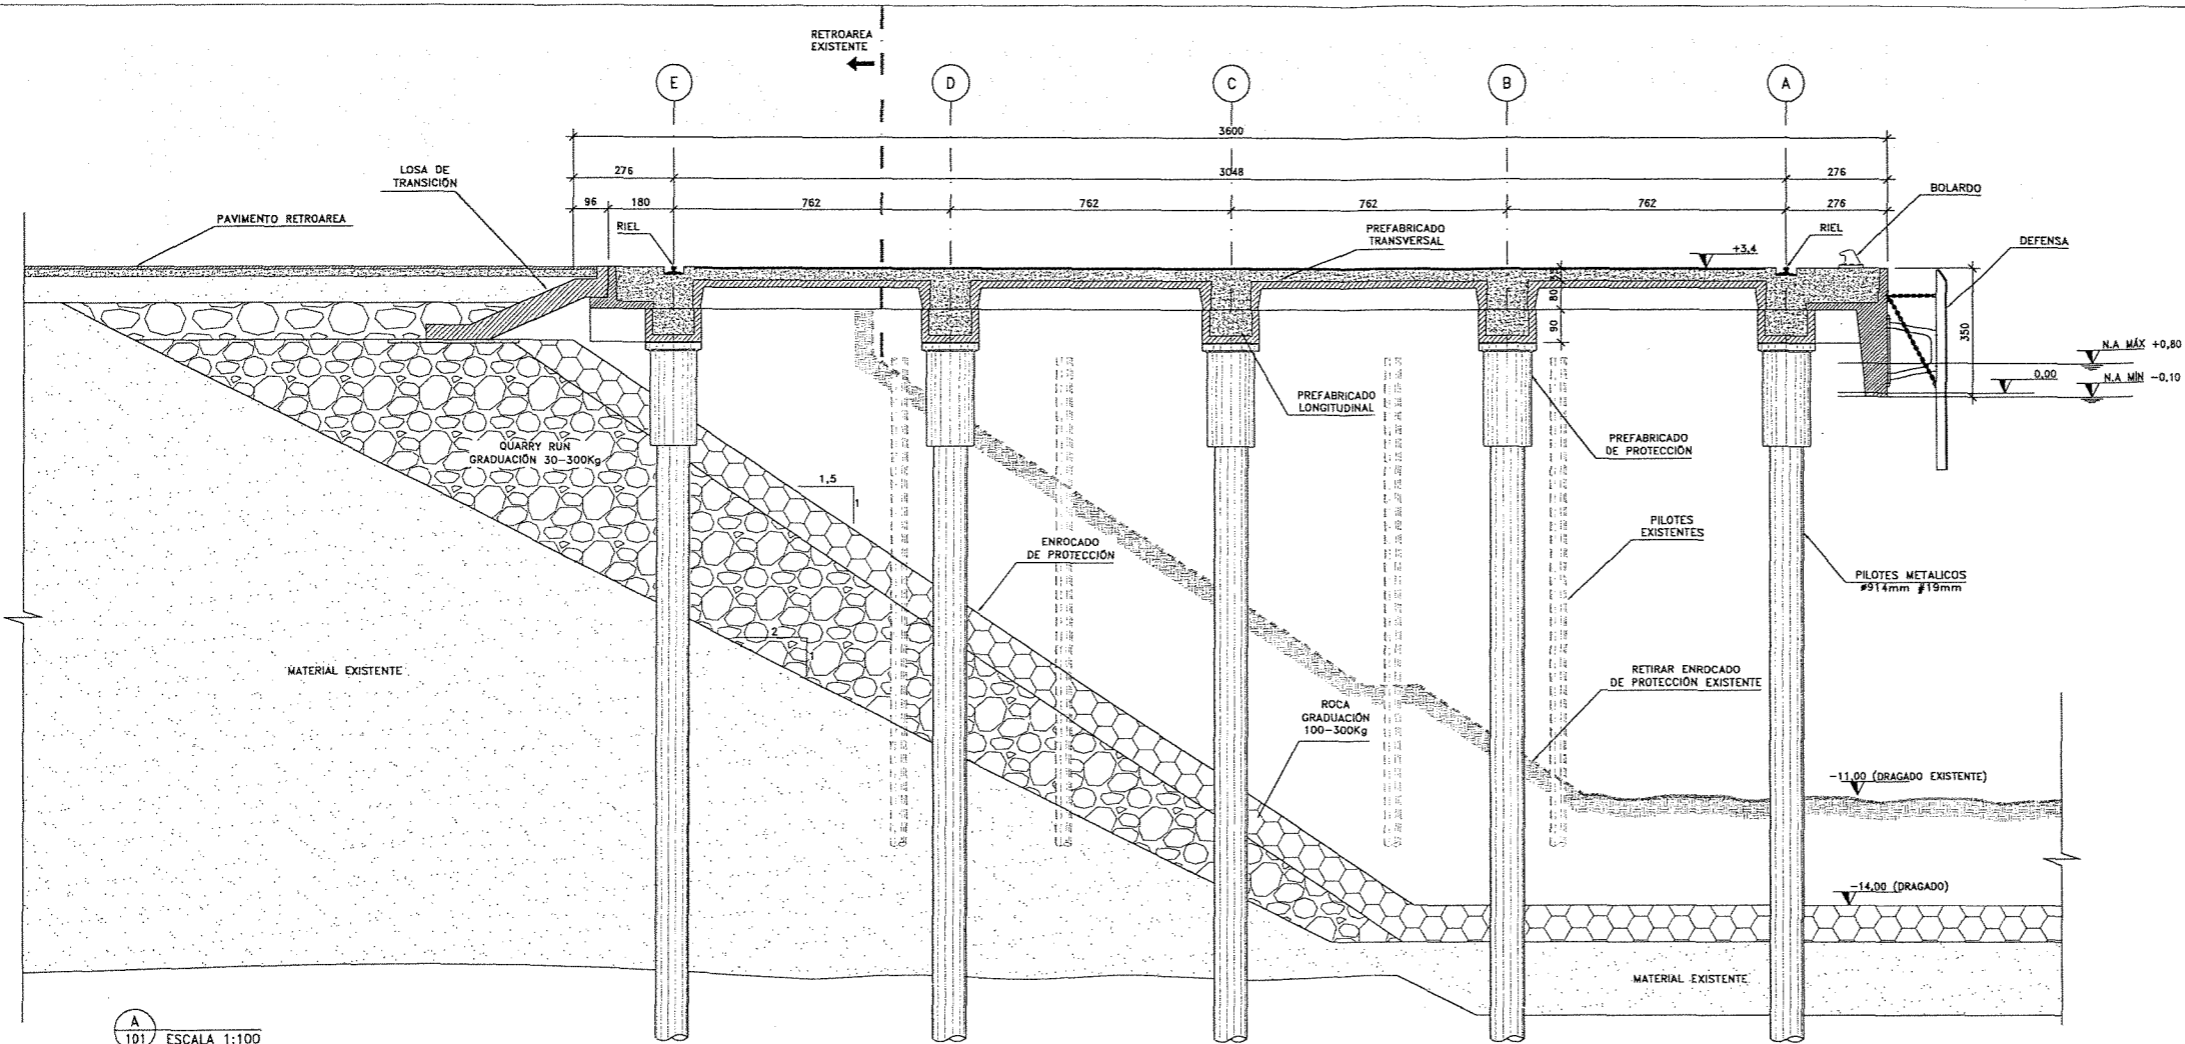 RETROAREA
EXISTENTE
E
D
C
B
A
3600
276
3048
276
96
180
762
762
762
762
276
LOSA DE
TRANSICIÓN
PAVIMENTO RETROAREA
RIEL
PREFABRICADO
TRANSVERSAL
+3,4
RIEL
BOLARDO
DEFENSA
80
90
350
N.A MÁX +0,80
0,00
N.A MÍN -0,10
PREFABRICADO
LONGITUDINAL
PREFABRICADO
DE PROTECCIÓN
QUARRY RUN
GRADUACIÓN 30-300Kg
1,5
1
ENROCADO
DE PROTECCIÓN
PILOTES
EXISTENTES
PILOTES METALICOS
ø914mm #19mm
2
MATERIAL EXISTENTE
RETIRAR ENROCADO
DE PROTECCIÓN EXISTENTE
ROCA
GRADUACIÓN
100-300Kg
-11,00 (DRAGADO EXISTENTE)
-14,00 (DRAGADO)
MATERIAL EXISTENTE
A
101
ESCALA 1:100